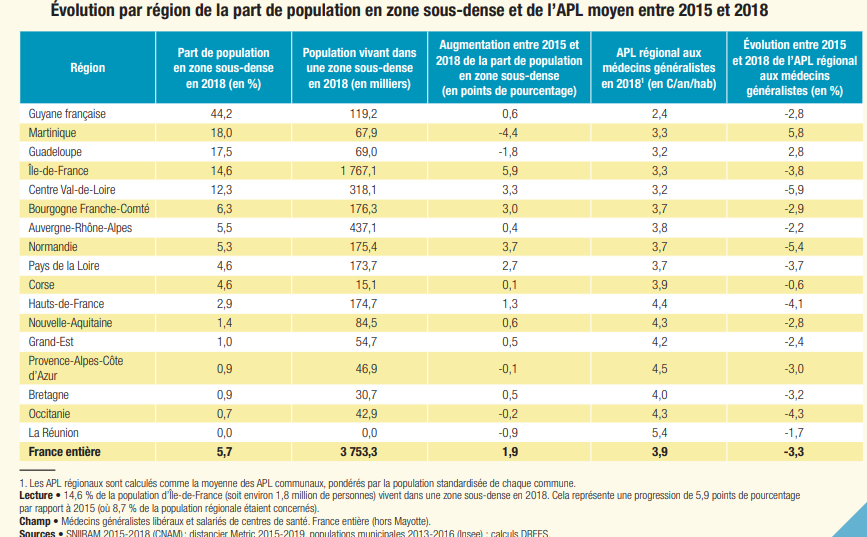 Évolution par région de la part de population en zone sous-dense et de l’APL moyen entre 2015 et 2018
Région | Part de population en zone sous-dense en 2018 (en %) | Population vivant dans une zone sous-dense en 2018 (en milliers) | Augmentation entre 2015 et 2018 de la part de population en zone sous-dense (en points de pourcentage) | APL régional aux médecins généralistes en 2018¹ (en C/an/hab) | Évolution entre 2015 et 2018 de l’APL régional aux médecins généralistes (en %)
Guyane française 44,2 119,2 0,6 2,4 -2,8
Martinique 18,0 67,9 -4,4 3,3 5,8
Guadeloupe 17,5 69,0 -1,8 3,2 2,8
Île-de-France 14,6 1 767,1 5,9 3,3 -3,8
Centre Val-de-Loire 12,3 318,1 3,3 3,2 -5,9
Bourgogne Franche-Comté 6,3 176,3 3,0 3,7 -2,9
Auvergne-Rhône-Alpes 5,5 437,1 0,4 3,8 -2,2
Normandie 5,3 175,4 3,7 3,7 -5,4
Pays de la Loire 4,6 173,7 2,7 3,7 -3,7
Corse 4,6 15,1 0,1 3,9 -0,6
Hauts-de-France 2,9 174,7 1,3 4,4 -4,1
Nouvelle-Aquitaine 1,4 84,5 0,6 4,3 -2,8
Grand-Est 1,0 54,7 0,5 4,2 -2,4
Provence-Alpes-Côte
d’Azur 0,9 46,9 -0,1 4,5 -3,0
Bretagne 0,9 30,7 0,5 4,0 -3,2
Occitanie 0,7 42,9 -0,2 4,3 -4,3
La Réunion 0,0 0,0 -0,9 5,4 -1,7
France entière 5,7 3 753,3 1,9 3,9 -3,3
1. Les APL régionaux sont calculés comme la moyenne des APL communaux, pondérés par la population standardisée de chaque commune.
Lecture • 14,6 % de la population d’Île-de-France (soit environ 1,8 million de personnes) vivent dans une zone sous-dense en 2018. Cela représente une progression de 5,9 points de pourcentage
par rapport à 2015 (où 8,7 % de la population régionale étaient concernés).
Champ • Médecins généralistes libéraux et salariés de centres de santé. France entière (hors Mayotte).
Sources • SNIIRAM 2015-2018 (CNAM) ; distancier Metric 2015-2019, populations municipales 2013-2016 (Insee) ; calculs DREES.